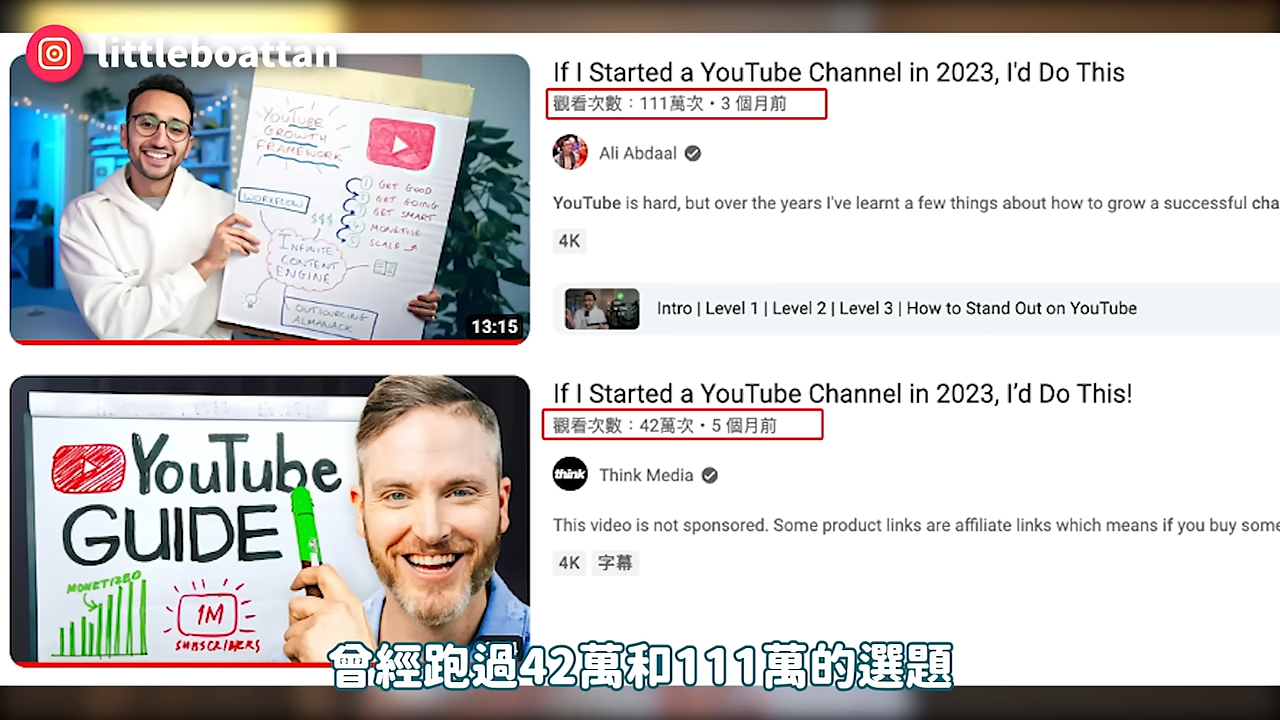 littleboattan
If I Started a YouTube Channel in 2023, I'd Do This
觀看次數：111萬次・3 個月前
Ali Abdaal
YouTube is hard, but over the years I've learnt a few things about how to grow a successful cha
4K
Intro | Level 1 | Level 2 | Level 3 | How to Stand Out on YouTube
YOUTUBE
GROWTH
FRAMEWORK
WORKFLOW
$$$
INFINITE
CONTENT
ENGINE
OUTSOURCING
ALMANACK
1 GET GOOD
2 GET GOING
3 GET SMART
4 MONETISE
5 SCALE
13:15
If I Started a YouTube Channel in 2023, I’d Do This!
觀看次數：42萬次・5 個月前
think
Think Media
This video is not sponsored. Some product links are affiliate links which means if you buy some
4K
字幕
YouTube
GUIDE
MONETIZED
1M
SUBSCRIBERS
曾經跑過42萬和111萬的選題